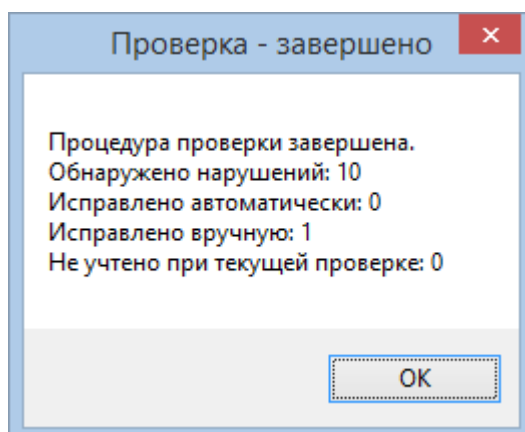 Проверка - завершено
Процедура проверки завершена.
Обнаружено нарушений: 10
Исправлено автоматически: 0
Исправлено вручную: 1
Не учтено при текущей проверке: 0
OK